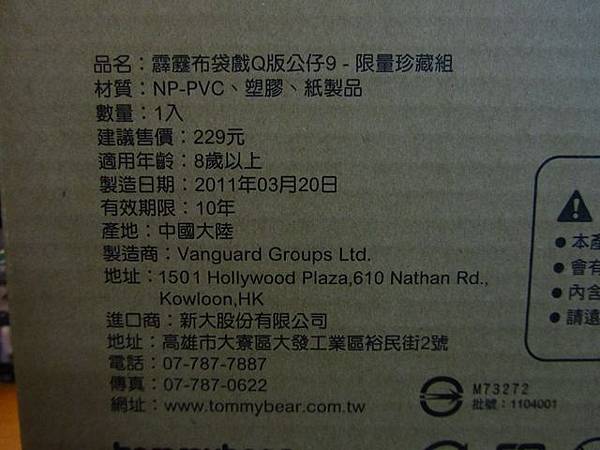 品名：霹靂布袋戲Q版公仔9 - 限量珍藏組
材質：NP-PVC、塑膠、紙製品
數量：1入
建議售價：229元
適用年齡：8歲以上
製造日期：2011年03月20日
有效期限：10年
產地：中國大陸
製造商：Vanguard Groups Ltd.
地址：1501 Hollywood Plaza,610 Nathan Rd.,
Kowloon,HK
進口商：新大股份有限公司
地址：高雄市大寮區大發工業區裕民街2號
電話：07-787-7887
傳真：07-787-0622
網址：www.tommybear.com.tw
M73272
批號：1104001
● 本產
● 會有
● 內含
● 請遠